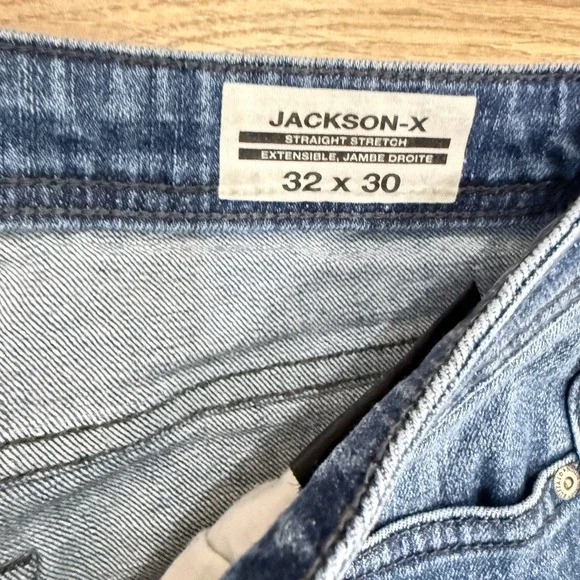 JACKSON-X
STRAIGHT STRETCH
EXTENSIBLE, JAMBE DROITE
32 x 30